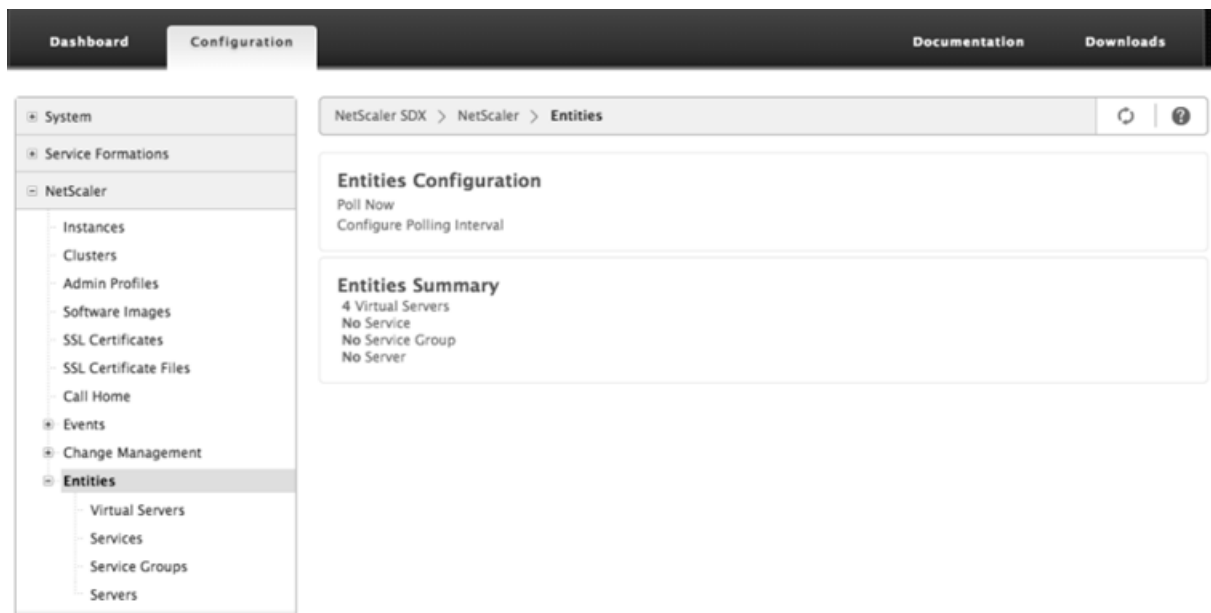 Dashboard
Configuration
Documentation
Downloads
System
Service Formations
NetScaler
Instances
Clusters
Admin Profiles
Software Images
SSL Certificates
SSL Certificate Files
Call Home
Events
Change Management
Entities
Virtual Servers
Services
Service Groups
Servers
NetScaler SDX > NetScaler > Entities
Entities Configuration
Poll Now
Configure Polling Interval
Entities Summary
4 Virtual Servers
No Service
No Service Group
No Server